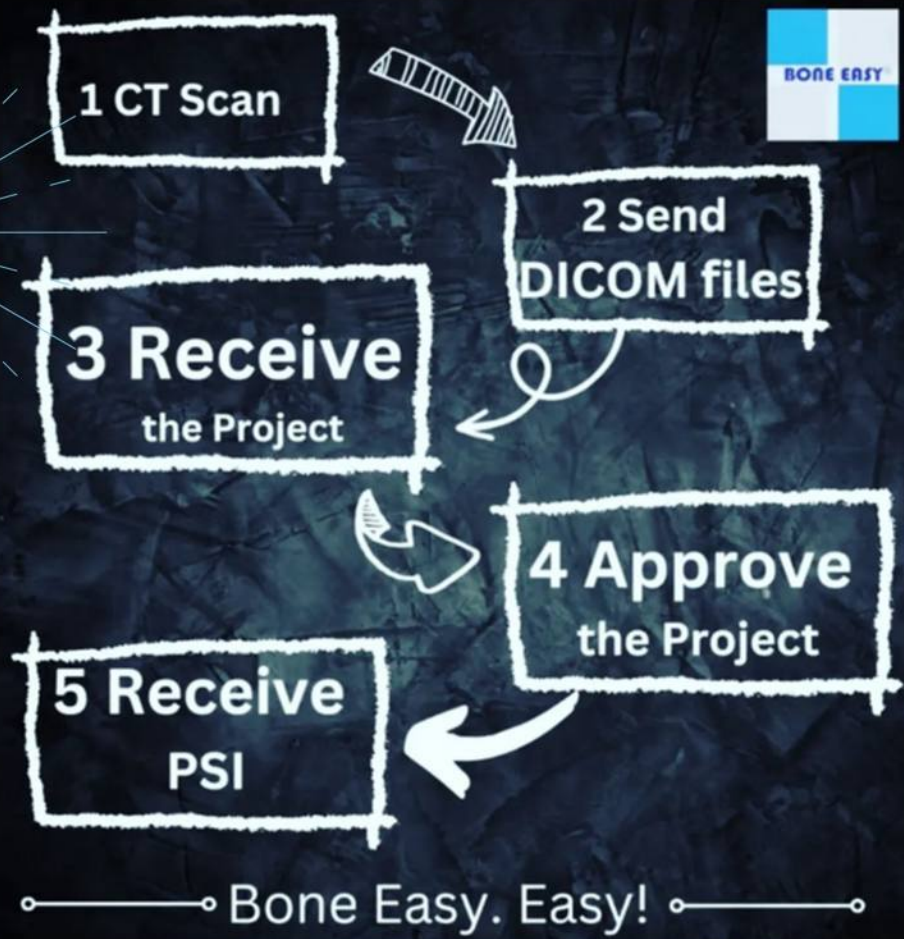 BONE EASY
1 CT Scan
2 Send
DICOM files
3 Receive
the Project
4 Approve
the Project
5 Receive
PSI
Bone Easy. Easy!